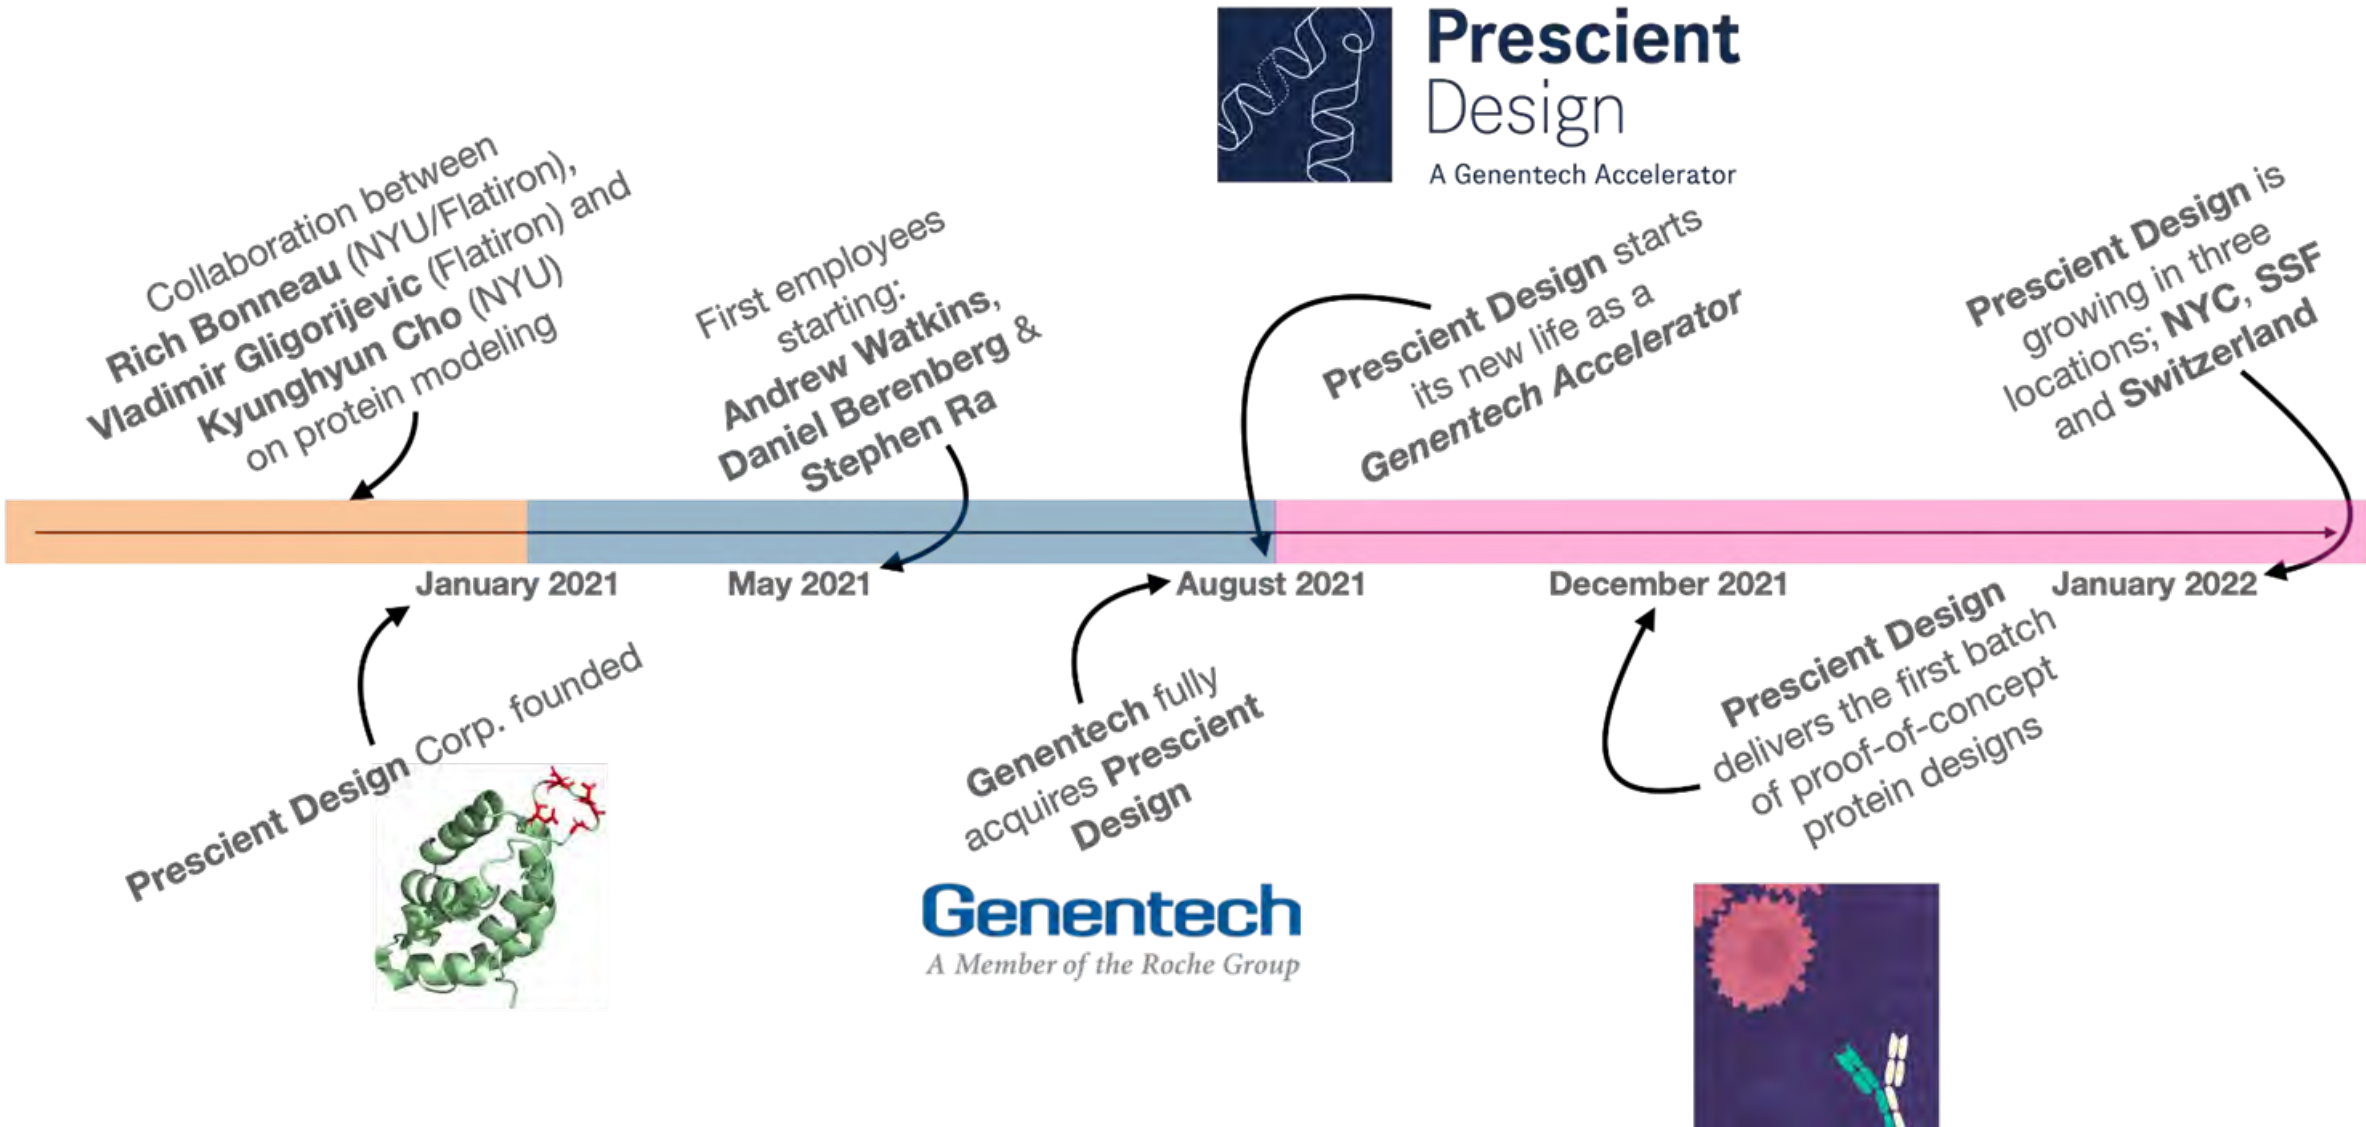 Prescient
Design
A Genentech Accelerator
Collaboration between
Rich Bonneau (NYU/Flatiron),
Vladimir Gligorijevic (Flatiron) and
Kyunghyun Cho (NYU)
on protein modeling
First employees
starting:
Andrew Watkins,
Daniel Berenberg &
Stephen Ra
Prescient Design starts
its new life as a
Genentech Accelerator
Prescient Design is
growing in three
locations; NYC, SSF
and Switzerland
January 2021
May 2021
August 2021
December 2021
January 2022
Prescient Design Corp. founded
Genentech fully
acquires Prescient
Design
Prescient Design
delivers the first batch
of proof-of-concept
protein designs
Genentech
A Member of the Roche Group